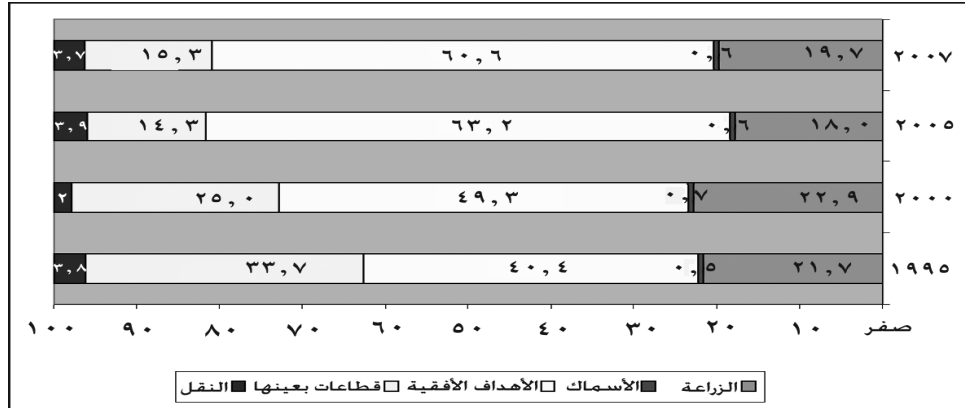 ٢٠٠٧ ١٩,٧ ٠,٦ ٦٠,٦ ١٥,٣ ٣,٧
٢٠٠٥ ١٨,٠ ٠,٦ ٦٣,٢ ١٤,٣ ٣,٩
٢٠٠٠ ٢٢,٩ ٠,٧ ٤٩,٣ ٢٥,٠ ٢
١٩٩٥ ٢١,٧ ٠,٥ ٤٠,٤ ٣٣,٧ ٣,٨
صفر ١٠ ٢٠ ٣٠ ٤٠ ٥٠ ٦٠ ٧٠ ٨٠ ٩٠ ١٠٠
الزراعة الأسماك الأهداف الأفقية قطاعات بعينها النقل